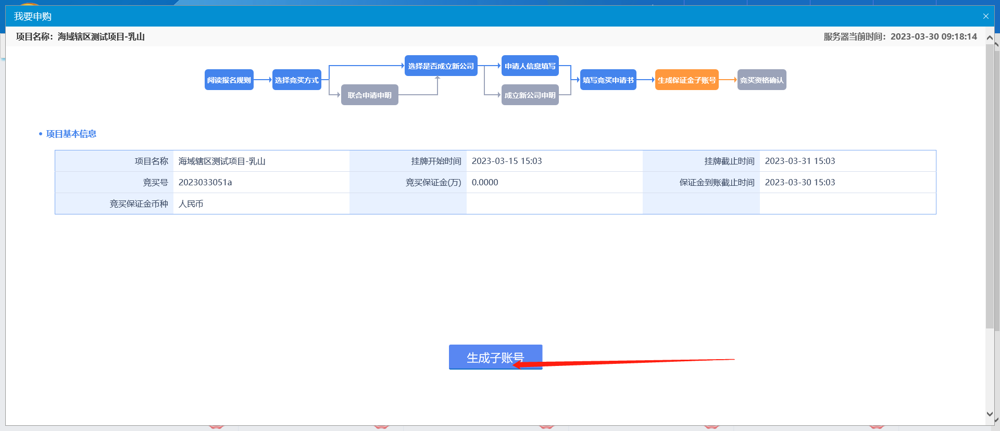 我要申购
项目名称：海域辖区测试项目-乳山
服务器当前时间：2023-03-30 09:18:14
阅读报名规则
选择竞买方式
选择是否成立新公司
联合申请申明
申请人信息填写
成立新公司申明
填写竞买申请书
生成保证金子账号
竞买资格确认
• 项目基本信息
项目名称 海域辖区测试项目-乳山 挂牌开始时间 2023-03-15 15:03 挂牌截止时间 2023-03-31 15:03
竞买号 2023033051a 竞买保证金(万) 0.0000 保证金到账截止时间 2023-03-30 15:03
竞买保证金币种 人民币
生成子账号